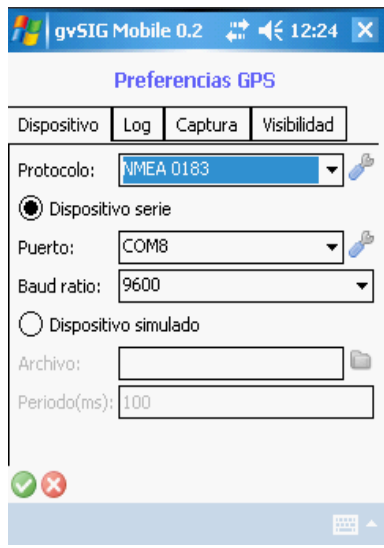 gvSIG Mobile 0.2 12:24
Preferencias GPS
Dispositivo Log Captura Visibilidad
Protocolo: NMEA 0183
Dispositivo serie
Puerto: COM8
Baud ratio: 9600
Dispositivo simulado
Archivo:
Periodo(ms): 100